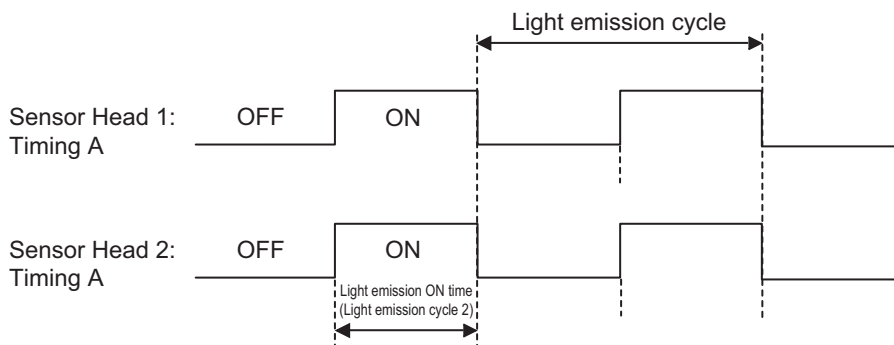 Light emission cycle
Sensor Head 1:
Timing A
OFF
ON
Sensor Head 2:
Timing A
OFF
ON
Light emission ON time
(Light emission cycle 2)